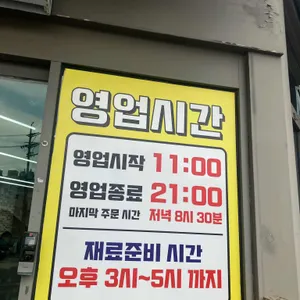 영업시간
영업시작 11:00
영업종료 21:00
마지막 주문 시간 저녁 8시 30분
재료준비 시간
오후 3시~5시 까지